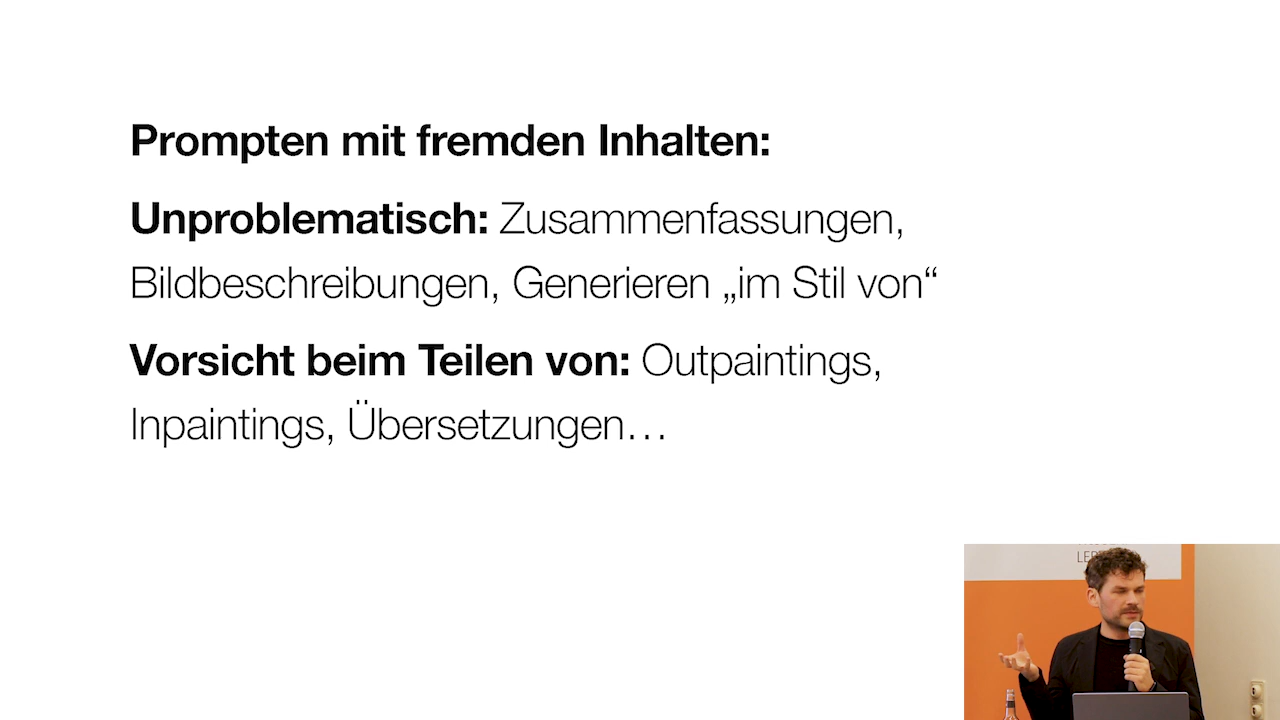 Prompten mit fremden Inhalten:
Unproblematisch: Zusammenfassungen,
Bildbeschreibungen, Generieren „im Stil von“
Vorsicht beim Teilen von: Outpaintings,
Inpaintings, Übersetzungen…